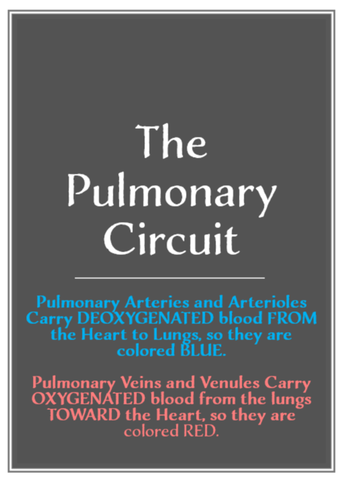 The
Pulmonary
Circuit
Pulmonary Arteries and Arterioles
Carry DEOXYGENATED blood FROM
the Heart to Lungs, so they are
colored BLUE.
Pulmonary Veins and Venules Carry
OXYGENATED blood from the lungs
TOWARD the Heart, so they are
colored RED.